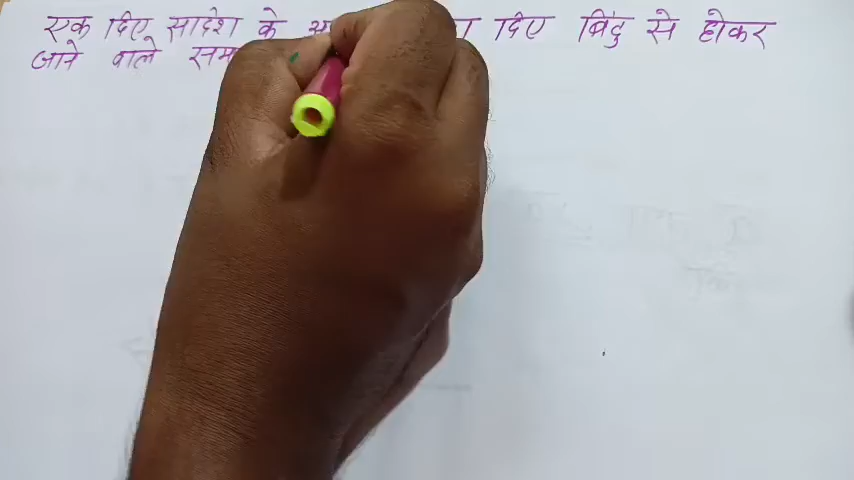 एक दिए सादिश के दिए बिंदु से होकर
जाने वाले